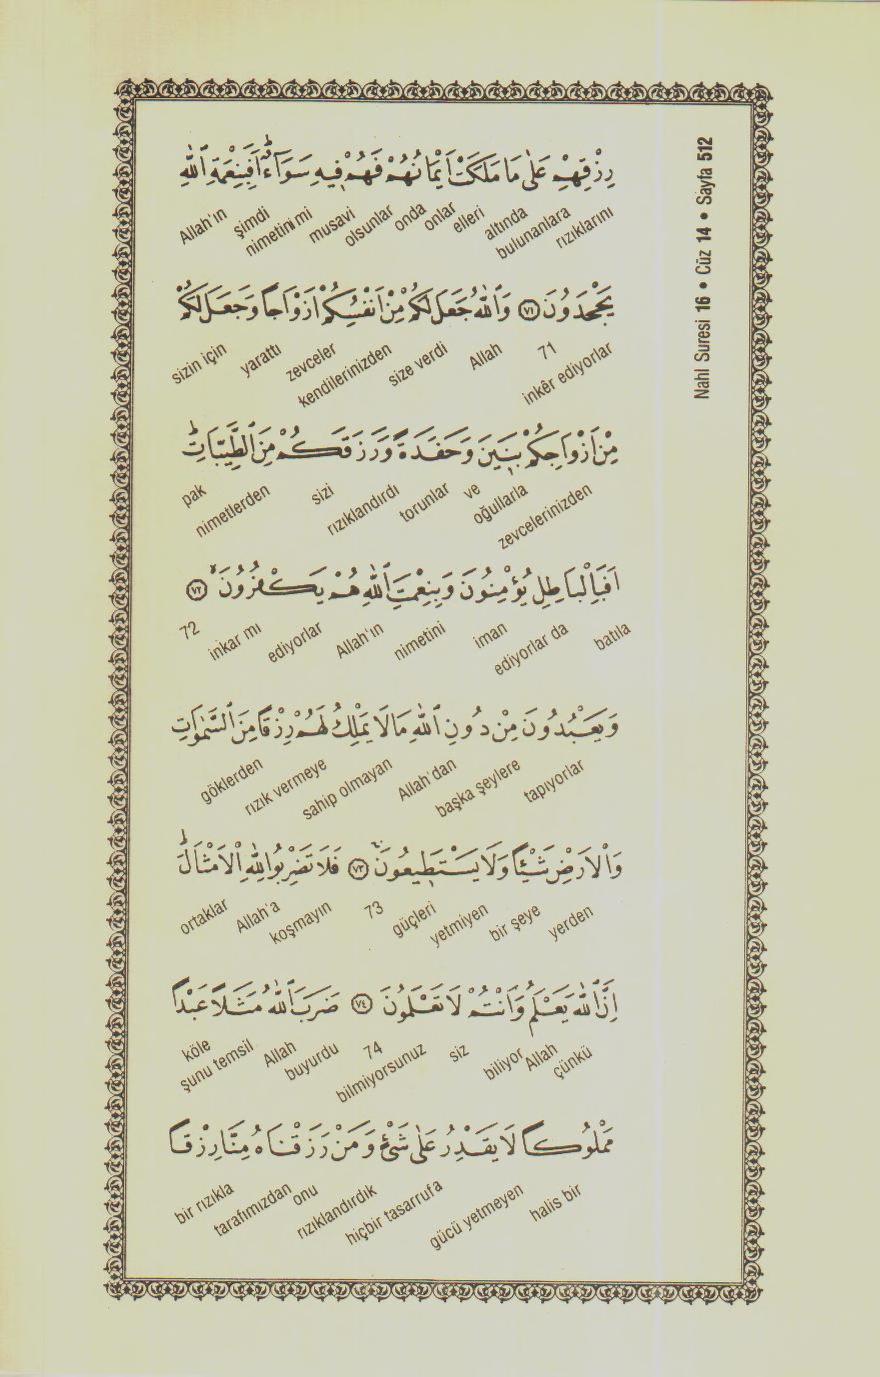 Nahl Suresi 16 • Cüz 14 • Sayfa 512
رِزْقِهِمْ عَلٰى مَا مَلَكَتْ اَيْمَانُهُمْ فَهُمْ فٖيهِ سَوَٓاءٌؕ اَفَبِنِعْمَةِ اللّٰهِ
rızıklarını bulunanlara altında elleri onlar onda olsunlar musavi nimetini mi şimdi Allah'ın
يَجْحَدُونَ ﴿٧١﴾ وَاللّٰهُ جَعَلَ لَكُمْ مِنْ اَنْفُسِكُمْ اَزْوَاجًا وَجَعَلَ لَكُمْ
inkêr ediyorlar 71 Allah size verdi kendilerinizden zevceler yarattı sizin için
مِنْ اَزْوَاجِكُمْ بَنٖينَ وَحَفَدَةً وَرَزَقَكُمْ مِنَ الطَّيِّبَاتِؕ
zevcelerinizden oğullarla ve torunlar rızıklandırdı sizi nimetlerden pak
اَفَبِالْبَاطِلِ يُؤْمِنُونَ وَبِنِعْمَتِ اللّٰهِ هُمْ يَكْفُرُونَۙ ﴿٧٢﴾
batıla ediyorlar da iman nimetini Allah'ın ediyorlar inkar mı 72
وَيَعْبُدُونَ مِنْ دُونِ اللّٰهِ مَا لَا يَمْلِكُ لَهُمْ رِزْقًا مِنَ السَّمٰوَاتِ
tapıyorlar başka şeylere Allah'dan sahip olmayan rızık vermeye göklerden
وَالْاَرْضِ شَيْـًٔا وَلَا يَسْتَطٖيعُونَۚ ﴿٧٣﴾ فَلَا تَضْرِبُوا لِلّٰهِ الْاَمْثَالَؕ
yerden bir şeye yetmiyen güçleri 73 koşmayın Allah'a ortaklar
اِنَّ اللّٰهَ يَعْلَمُ وَاَنْتُمْ لَا تَعْلَمُونَ ﴿٧٤﴾ ضَرَبَ اللّٰهُ مَثَلًا عَبْدًا
çünkü Allah biliyor siz bilmiyorsunuz 74 buyurdu Allah şunu temsil köle
مَمْلُوكًا لَا يَقْدِرُ عَلٰى شَيْءٍ وَمَنْ رَزَقْنَاهُ مِنَّا رِزْقًا
halis bir gücü yetmeyen hiçbir tasarrufa rızıklandırdık onu tarafımızdan bir rızıkla